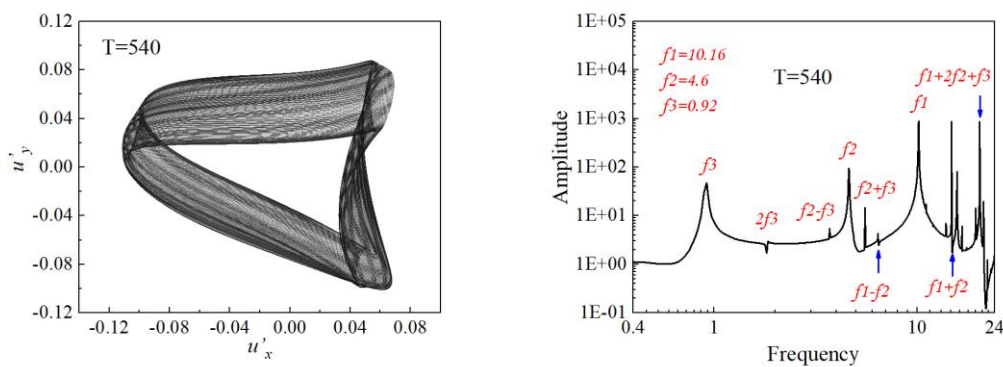 T=540
0.12
0.08
0.04
0.00
-0.04
-0.08
-0.12
u'y
-0.12
-0.08
-0.04
0.00
0.04
0.08
u'x
T=540
f1=10.16
f2=4.6
f3=0.92
1E+05
1E+04
1E+03
1E+02
1E+01
1E+00
1E-01
Amplitude
f1+2f2+f3
f1
f2
f3
f2+f3
f2-f3
2f3
f1-f2
f1+f2
0.4
1
10
24
Frequency